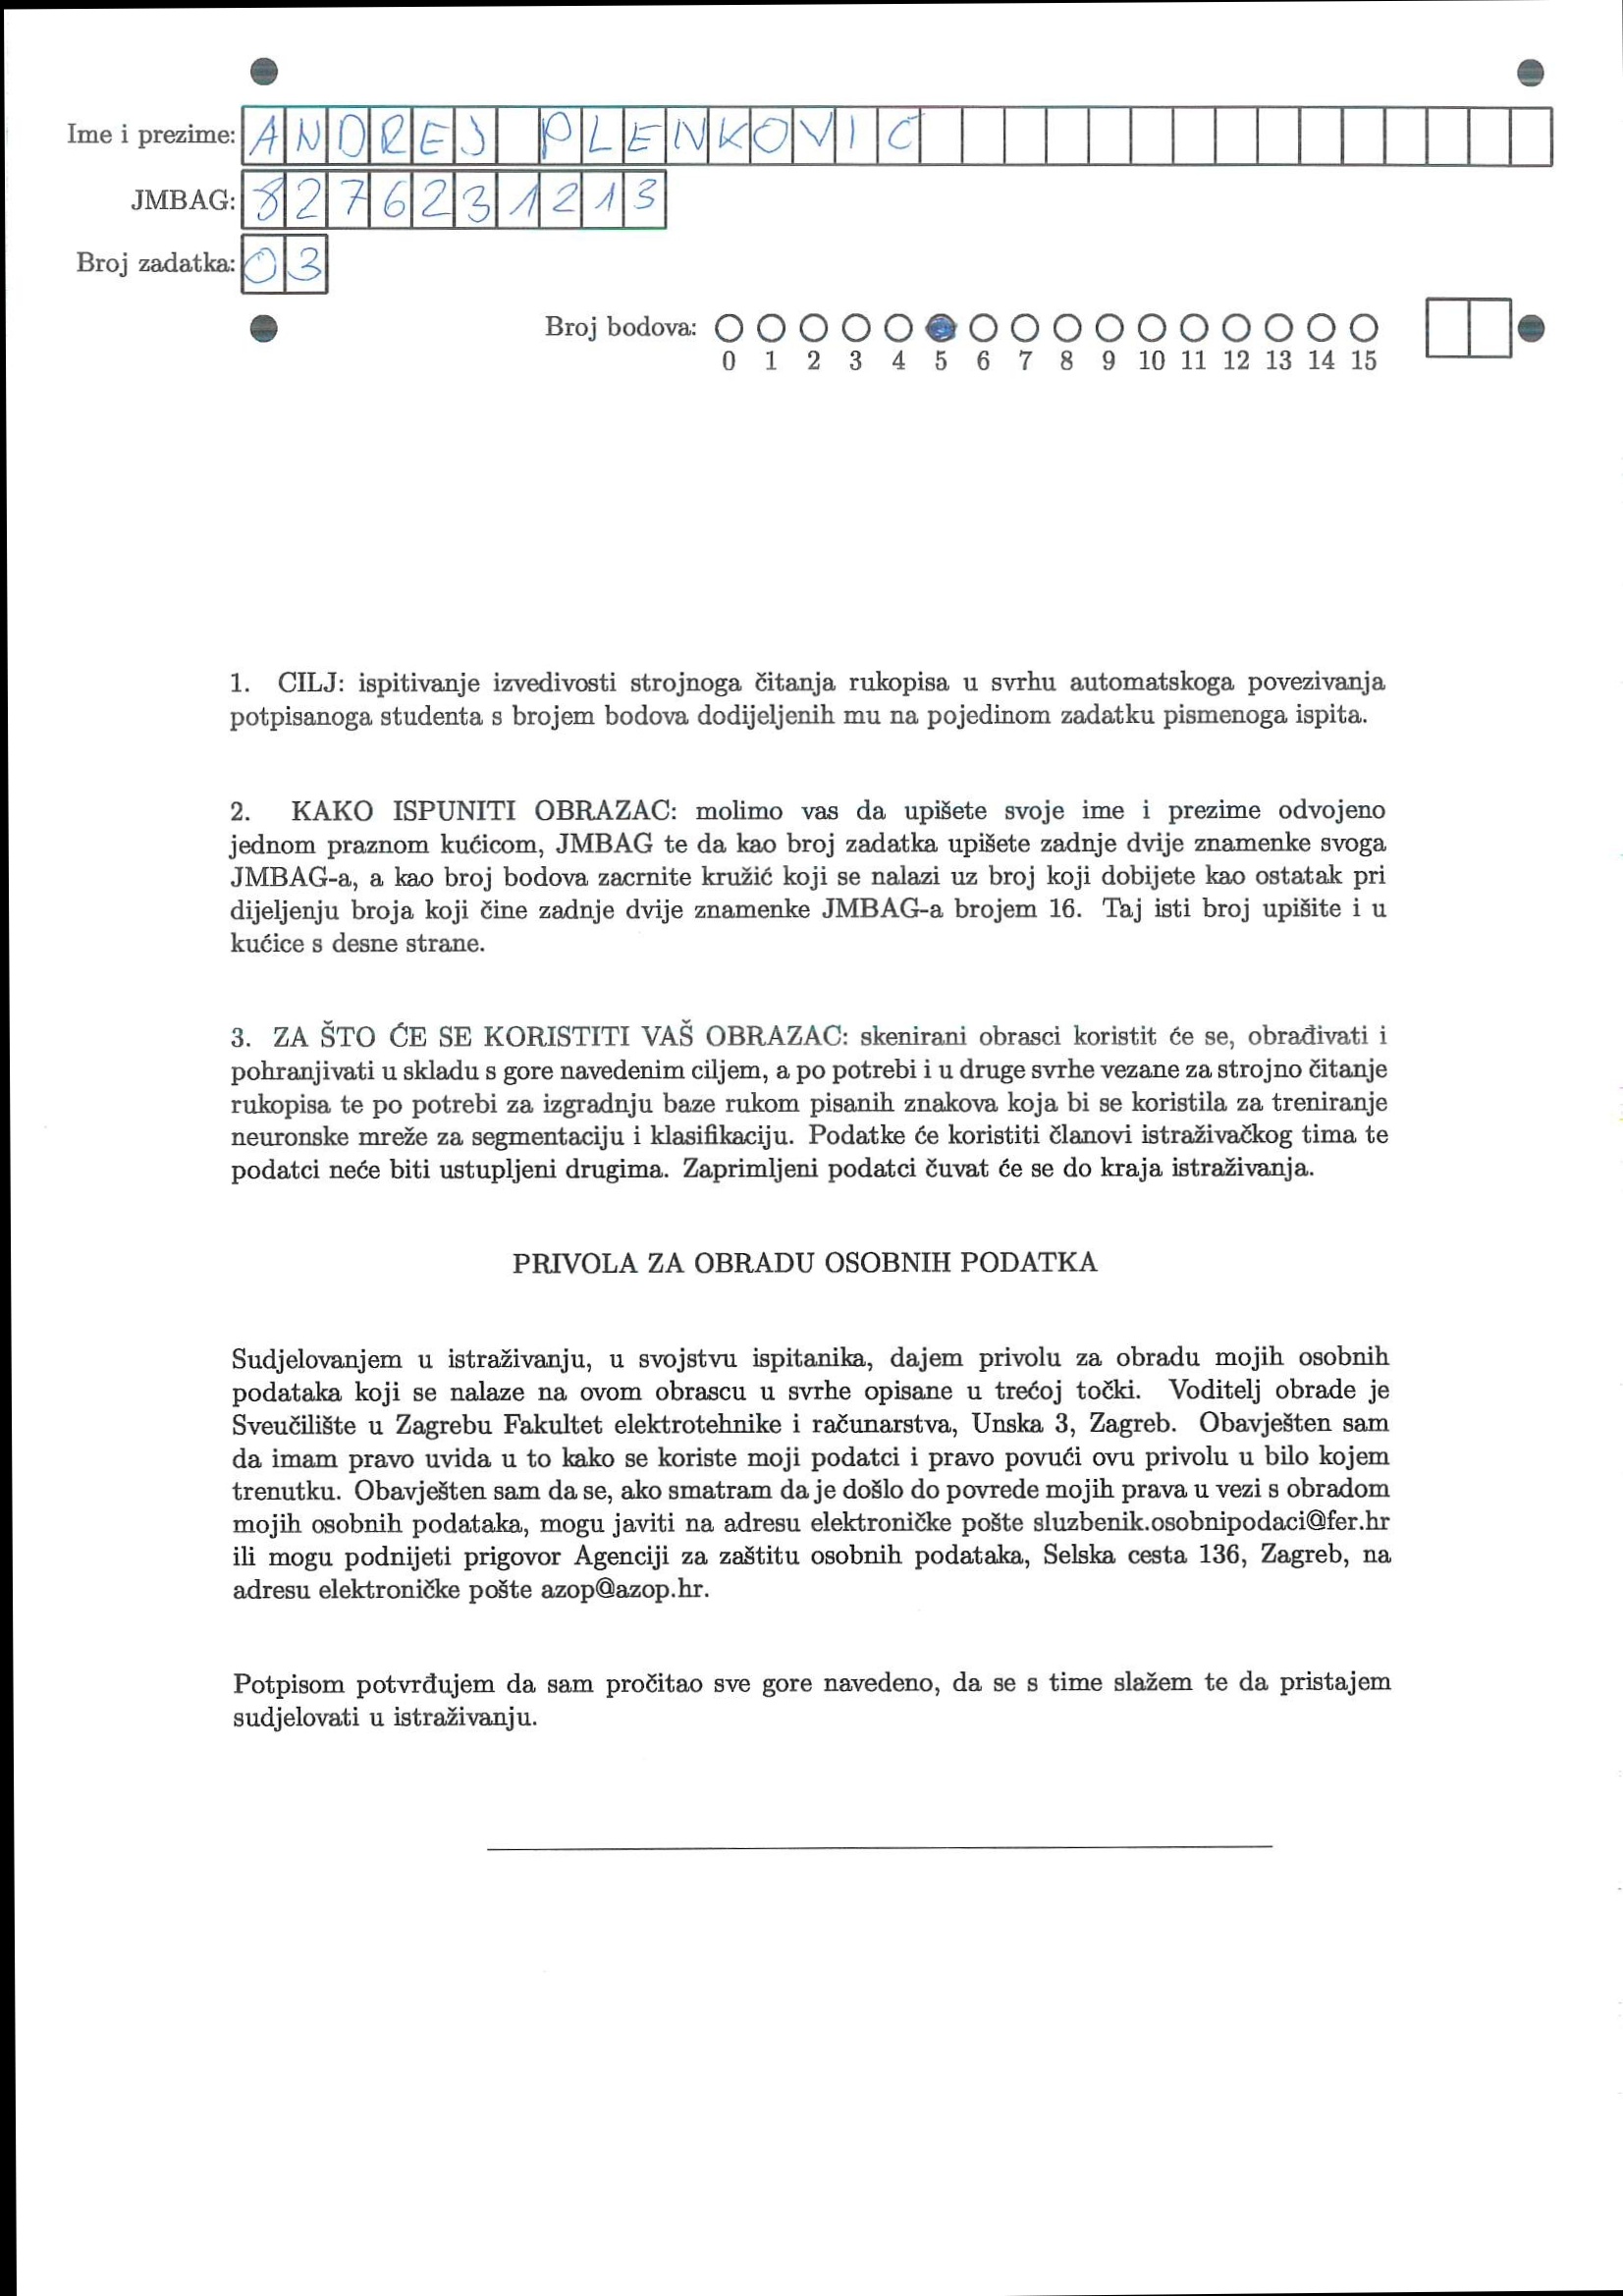 Ime i prezime: ANDREJ PLENKOVIĆ
JMBAG: 8276231213
Broj zadatka: 03
Broj bodova:
0 1 2 3 4 5 6 7 8 9 10 11 12 13 14 15
1. CILJ: ispitivanje izvedivosti strojnoga čitanja rukopisa u svrhu automatskoga povezivanja
potpisanoga studenta s brojem bodova dodijeljenih mu na pojedinom zadatku pismenoga ispita.
2. KAKO ISPUNITI OBRAZAC: molimo vas da upišete svoje ime i prezime odvojeno
jednom praznom kućicom, JMBAG te da kao broj zadatka upišete zadnje dvije znamenke svoga
JMBAG-a, a kao broj bodova zacrnite kružić koji se nalazi uz broj koji dobijete kao ostatak pri
dijeljenju broja koji čine zadnje dvije znamenke JMBAG-a brojem 16. Taj isti broj upišite i u
kućice s desne strane.
3. ZA ŠTO ĆE SE KORISTITI VAŠ OBRAZAC: skenirani obrasci koristit će se, obrađivati i
pohranjivati u skladu s gore navedenim ciljem, a po potrebi i u druge svrhe vezane za strojno čitanje
rukopisa te po potrebi za izgradnju baze rukom pisanih znakova koja bi se koristila za treniranje
neuronske mreže za segmentaciju i klasifikaciju. Podatke će koristiti članovi istraživačkog tima te
podatci neće biti ustupljeni drugima. Zaprimljeni podatci čuvat će se do kraja istraživanja.
PRIVOLA ZA OBRADU OSOBNIH PODATKA
Sudjelovanjem u istraživanju, u svojstvu ispitanika, dajem privolu za obradu mojih osobnih
podataka koji se nalaze na ovom obrascu u svrhe opisane u trećoj točki. Voditelj obrade je
Sveučilište u Zagrebu Fakultet elektrotehnike i računarstva, Unska 3, Zagreb. Obavješten sam
da imam pravo uvida u to kako se koriste moji podatci i pravo povući ovu privolu u bilo kojem
trenutku. Obavješten sam da se, ako smatram da je došlo do povrede mojih prava u vezi s obradom
mojih osobnih podataka, mogu javiti na adresu elektroničke pošte sluzbenik.osobnipodaci@fer.hr
ili mogu podnijeti prigovor Agenciji za zaštitu osobnih podataka, Selska cesta 136, Zagreb, na
adresu elektroničke pošte azop@azop.hr.
Potpisom potvrđujem da sam pročitao sve gore navedeno, da se s time slažem te da pristajem
sudjelovati u istraživanju.